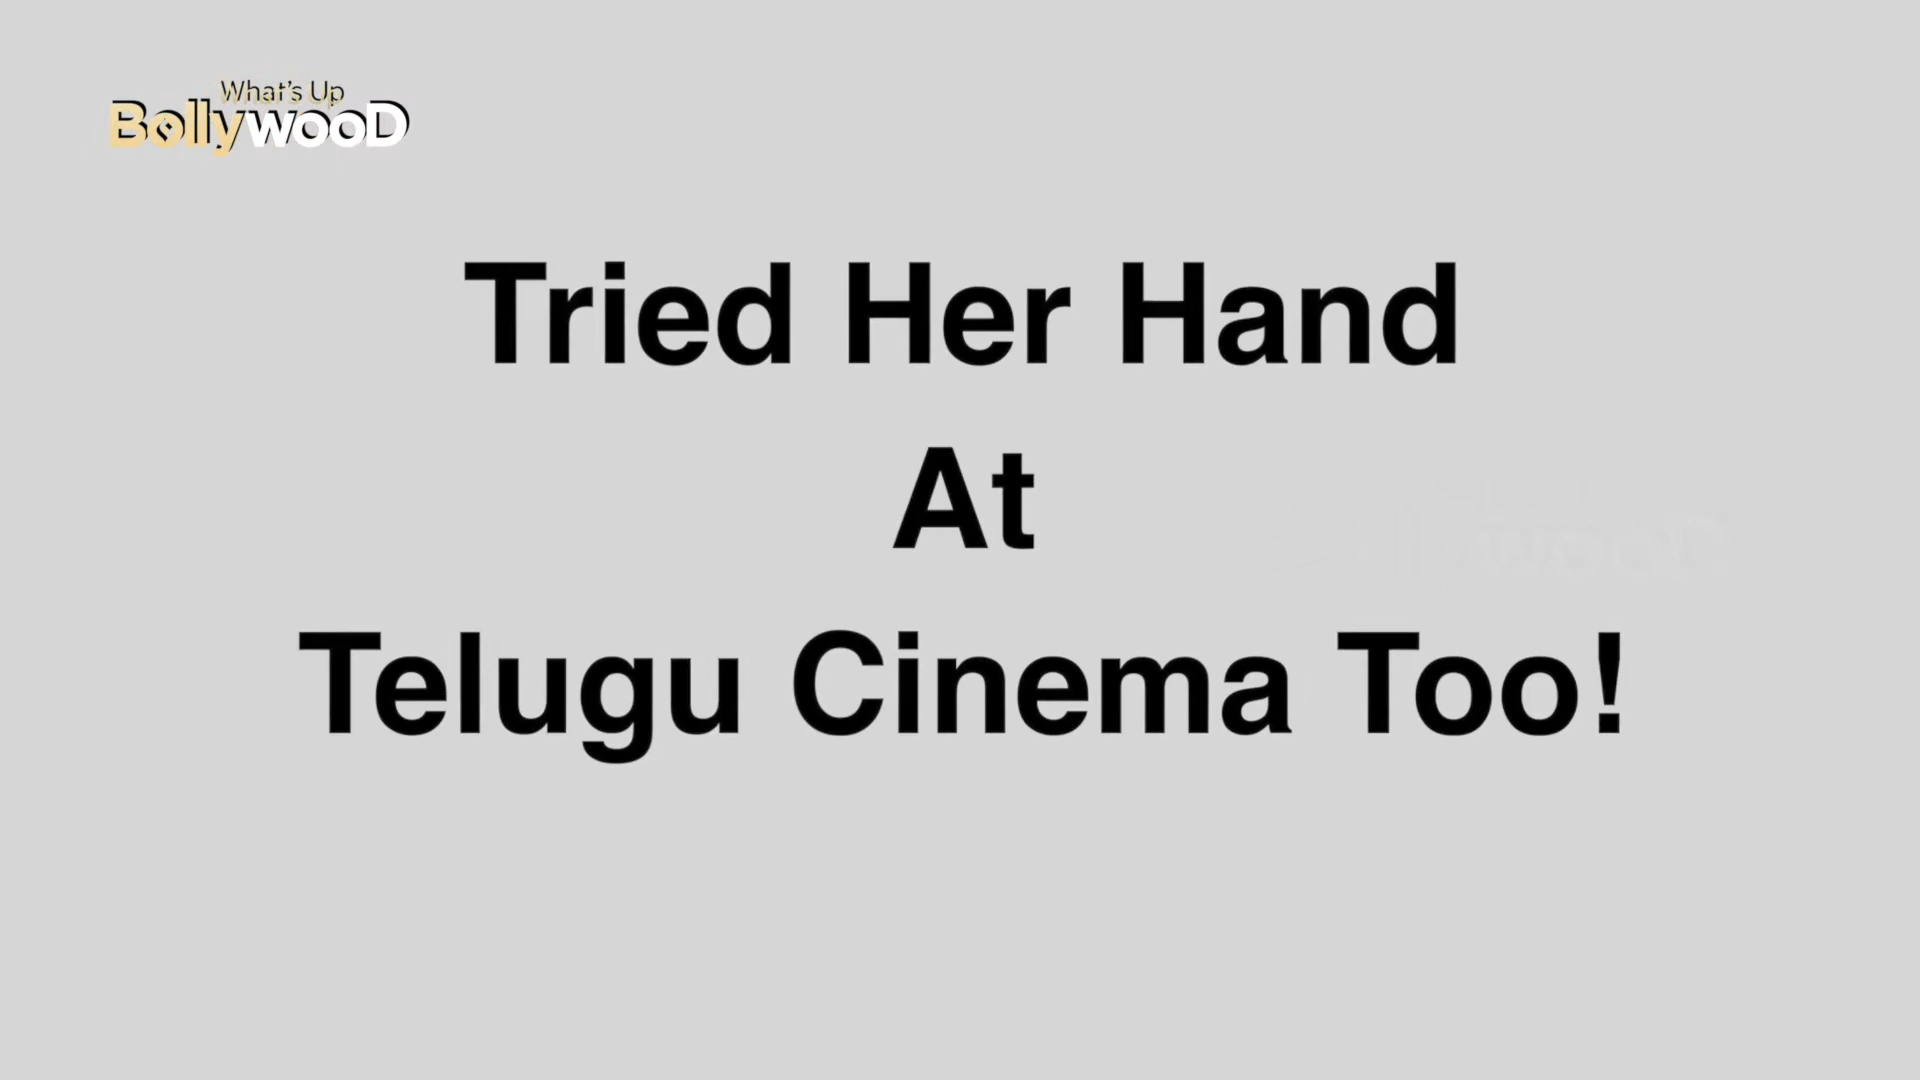 What's Up
BollywooD
Tried Her Hand
At
Telugu Cinema Too!